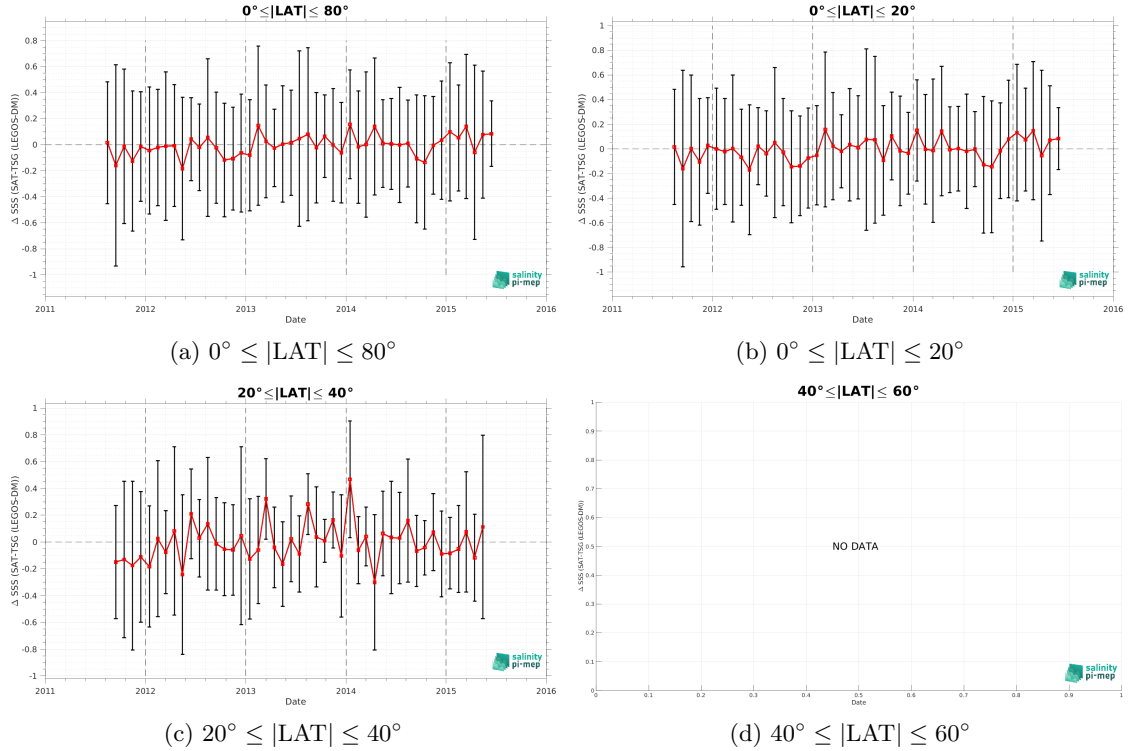 0°≤|LAT|≤ 80°
Δ SSS (SAT-TSG (LEGOS-DM))
0.8
0.6
0.4
0.2
0
-0.2
-0.4
-0.6
-0.8
-1
2011 2012 2013 2014 2015 2016
Date
salinity
pi-mep
(a) 0° ≤ |LAT| ≤ 80°
0°≤|LAT|≤ 20°
Δ SSS (SAT-TSG (LEGOS-DM))
1
0.8
0.6
0.4
0.2
0
-0.2
-0.4
-0.6
-0.8
-1
2011 2012 2013 2014 2015 2016
Date
salinity
pi-mep
(b) 0° ≤ |LAT| ≤ 20°
20°≤|LAT|≤ 40°
Δ SSS (SAT-TSG (LEGOS-DM))
1
0.8
0.6
0.4
0.2
0
-0.2
-0.4
-0.6
-0.8
-1
2011 2012 2013 2014 2015 2016
Date
salinity
pi-mep
(c) 20° ≤ |LAT| ≤ 40°
40°≤|LAT|≤ 60°
Δ SSS (SAT-TSG (LEGOS-DM))
1
0.9
0.8
0.7
0.6
0.5
0.4
0.3
0.2
0.1
0
NO DATA
0 0.1 0.2 0.3 0.4 0.5 0.6 0.7 0.8 0.9 1
Date
salinity
pi-mep
(d) 40° ≤ |LAT| ≤ 60°